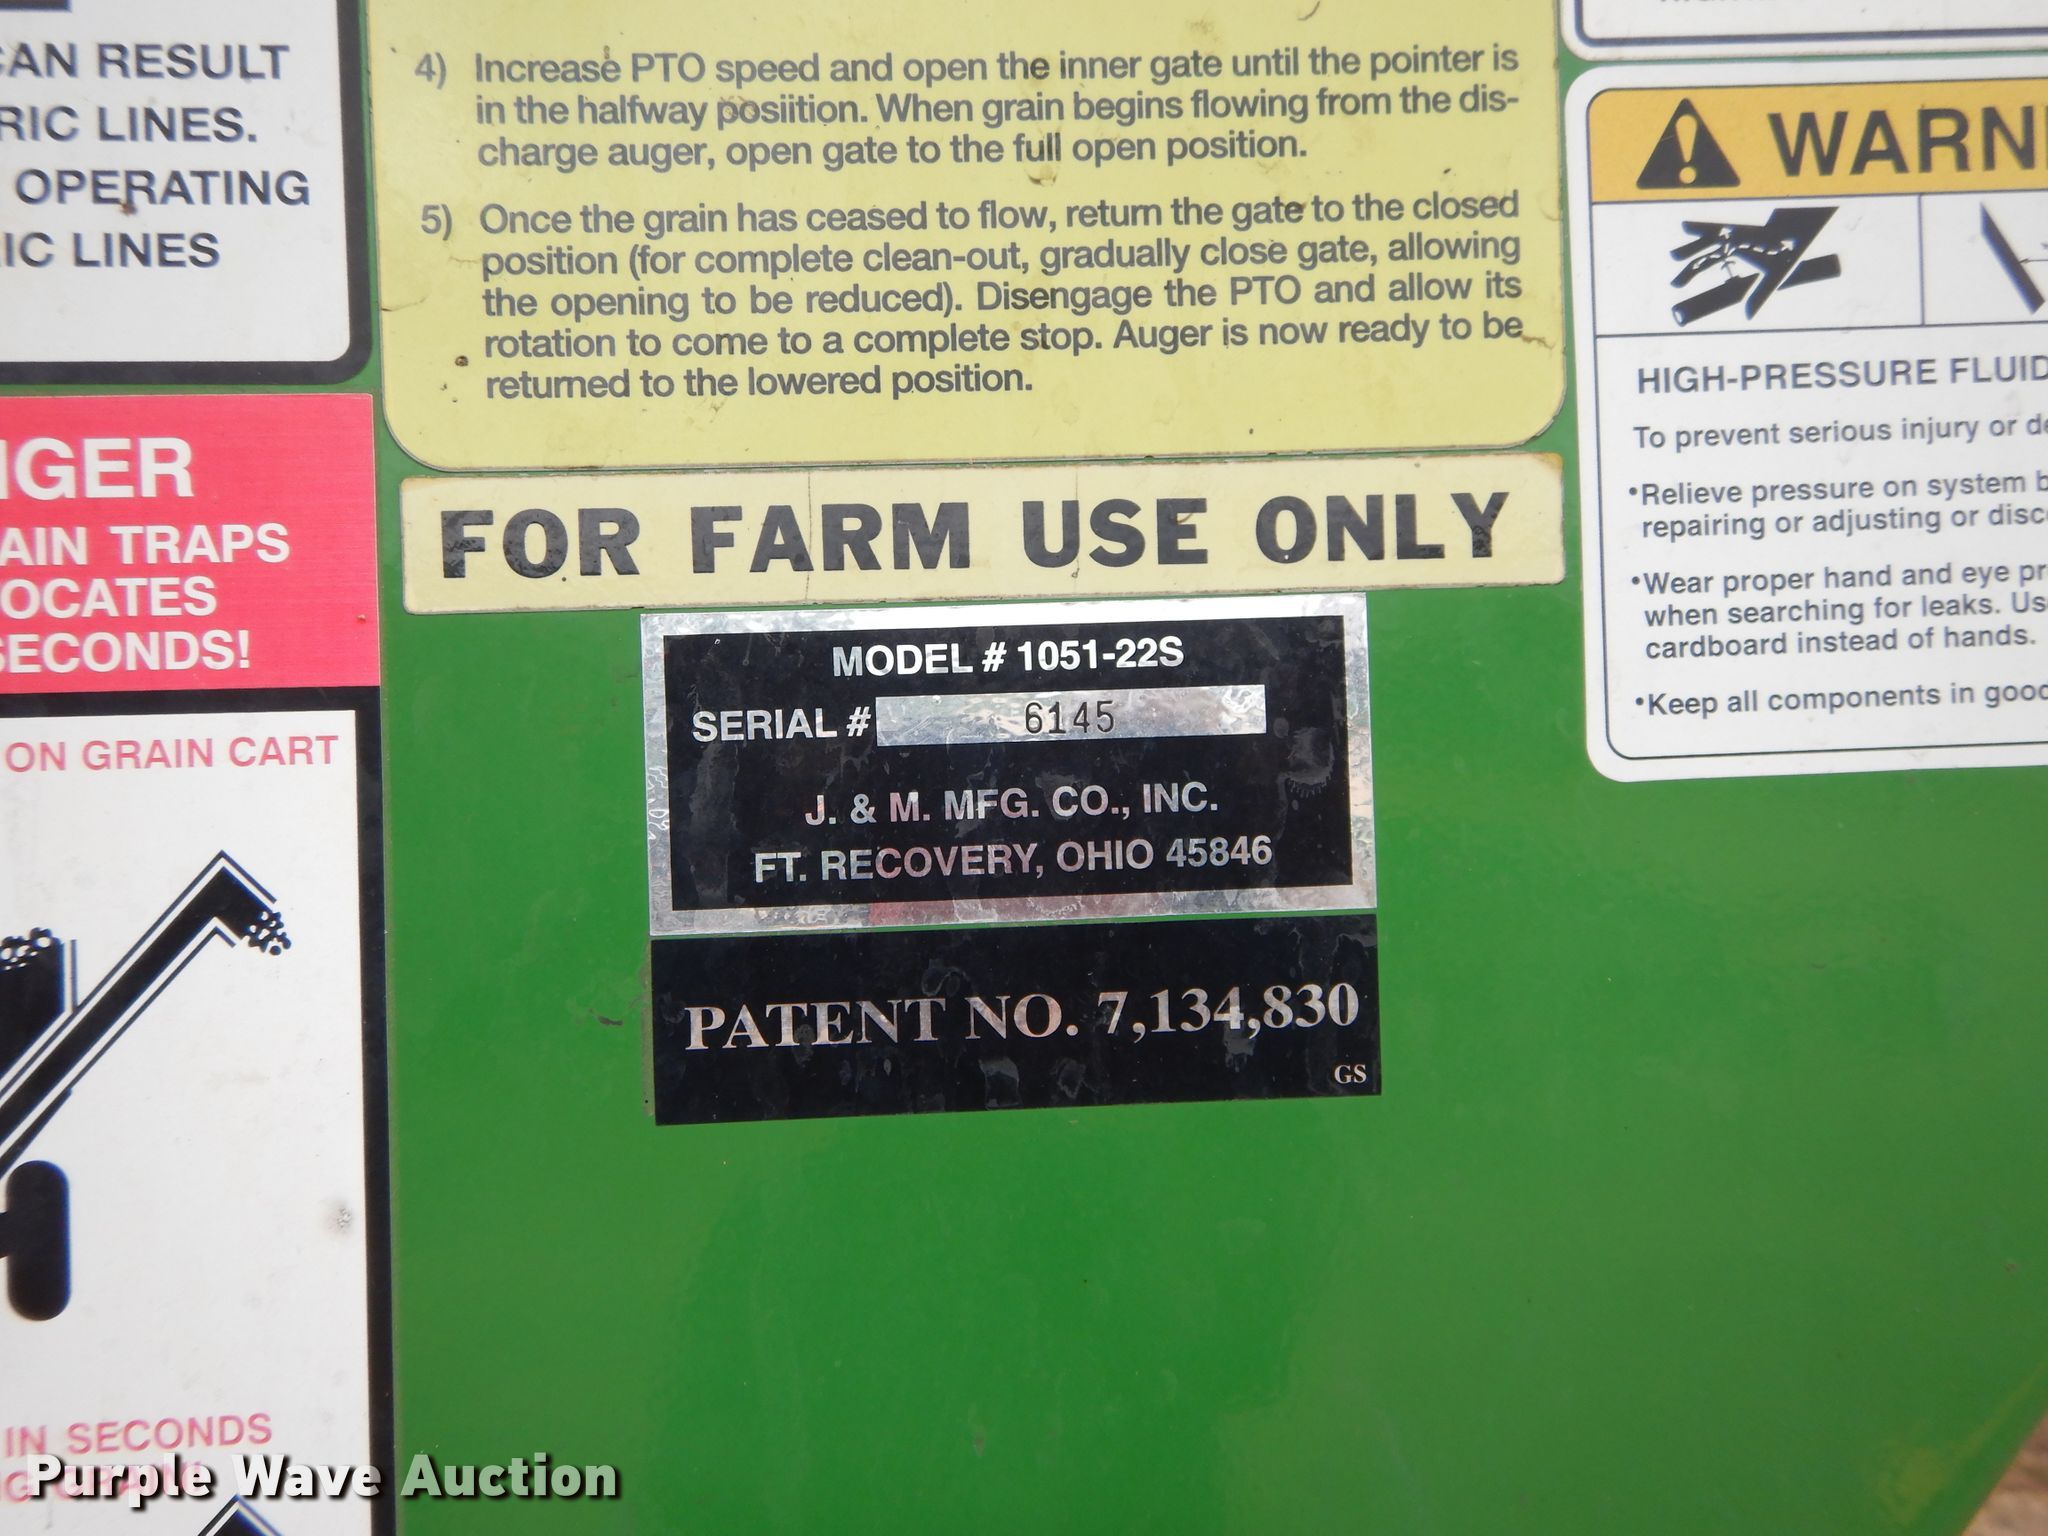 CAN RESULT
RIC LINES.
OPERATING
IC LINES
4) Increase PTO speed and open the inner gate until the pointer is
in the halfway posiition. When grain begins flowing from the dis-
charge auger, open gate to the full open position.
5) Once the grain has ceased to flow, return the gate to the closed
position (for complete clean-out, gradually close gate, allowing
the opening to be reduced). Disengage the PTO and allow its
rotation to come to a complete stop. Auger is now ready to be
returned to the lowered position.
FOR FARM USE ONLY
MODEL # 1051-22S
SERIAL # 6145
J. & M. MFG. CO., INC.
FT. RECOVERY, OHIO 45846
PATENT NO. 7,134,830
GS
NGER
AIN TRAPS
OCATES
SECONDS!
ON GRAIN CART
IN SECONDS
WARNI
HIGH-PRESSURE FLUID
To prevent serious injury or de
•Relieve pressure on system b
repairing or adjusting or disco
•Wear proper hand and eye pr
when searching for leaks. Us
cardboard instead of hands.
•Keep all components in good
Purple Wave Auction